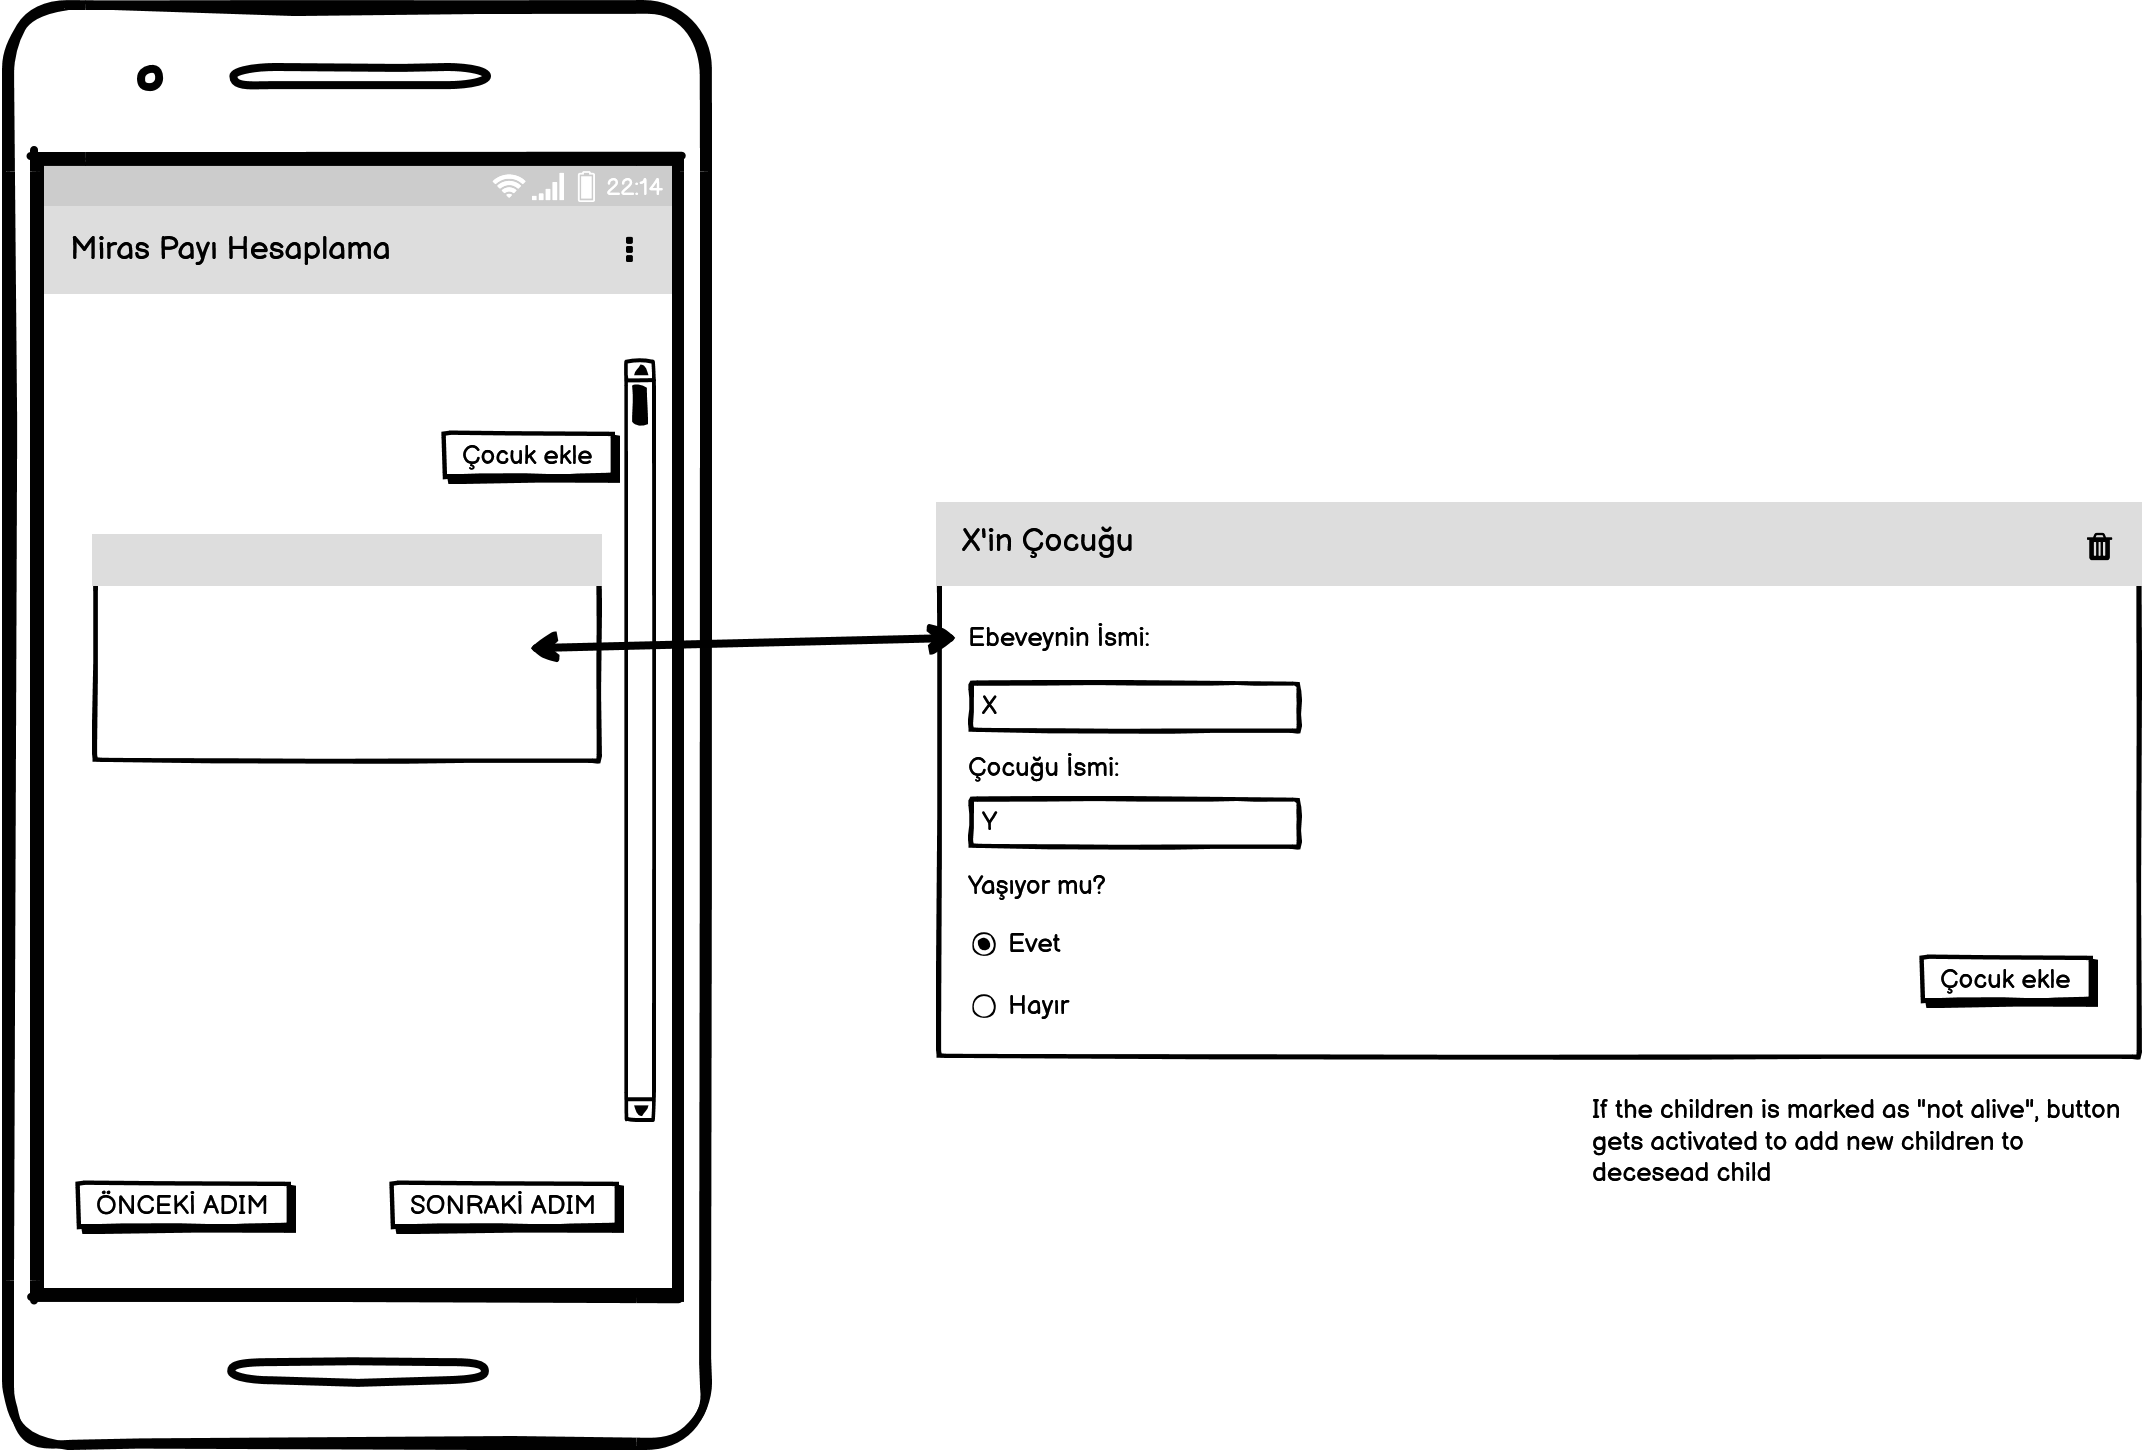 22:14
Miras Payı Hesaplama
Çocuk ekle
ÖNCEKİ ADIM
SONRAKİ ADIM
X'in Çocuğu
Ebeveynin İsmi:
X
Çocuğu İsmi:
Y
Yaşıyor mu?
Evet
Hayır
Çocuk ekle
If the children is marked as "not alive", button
gets activated to add new children to
decesead child